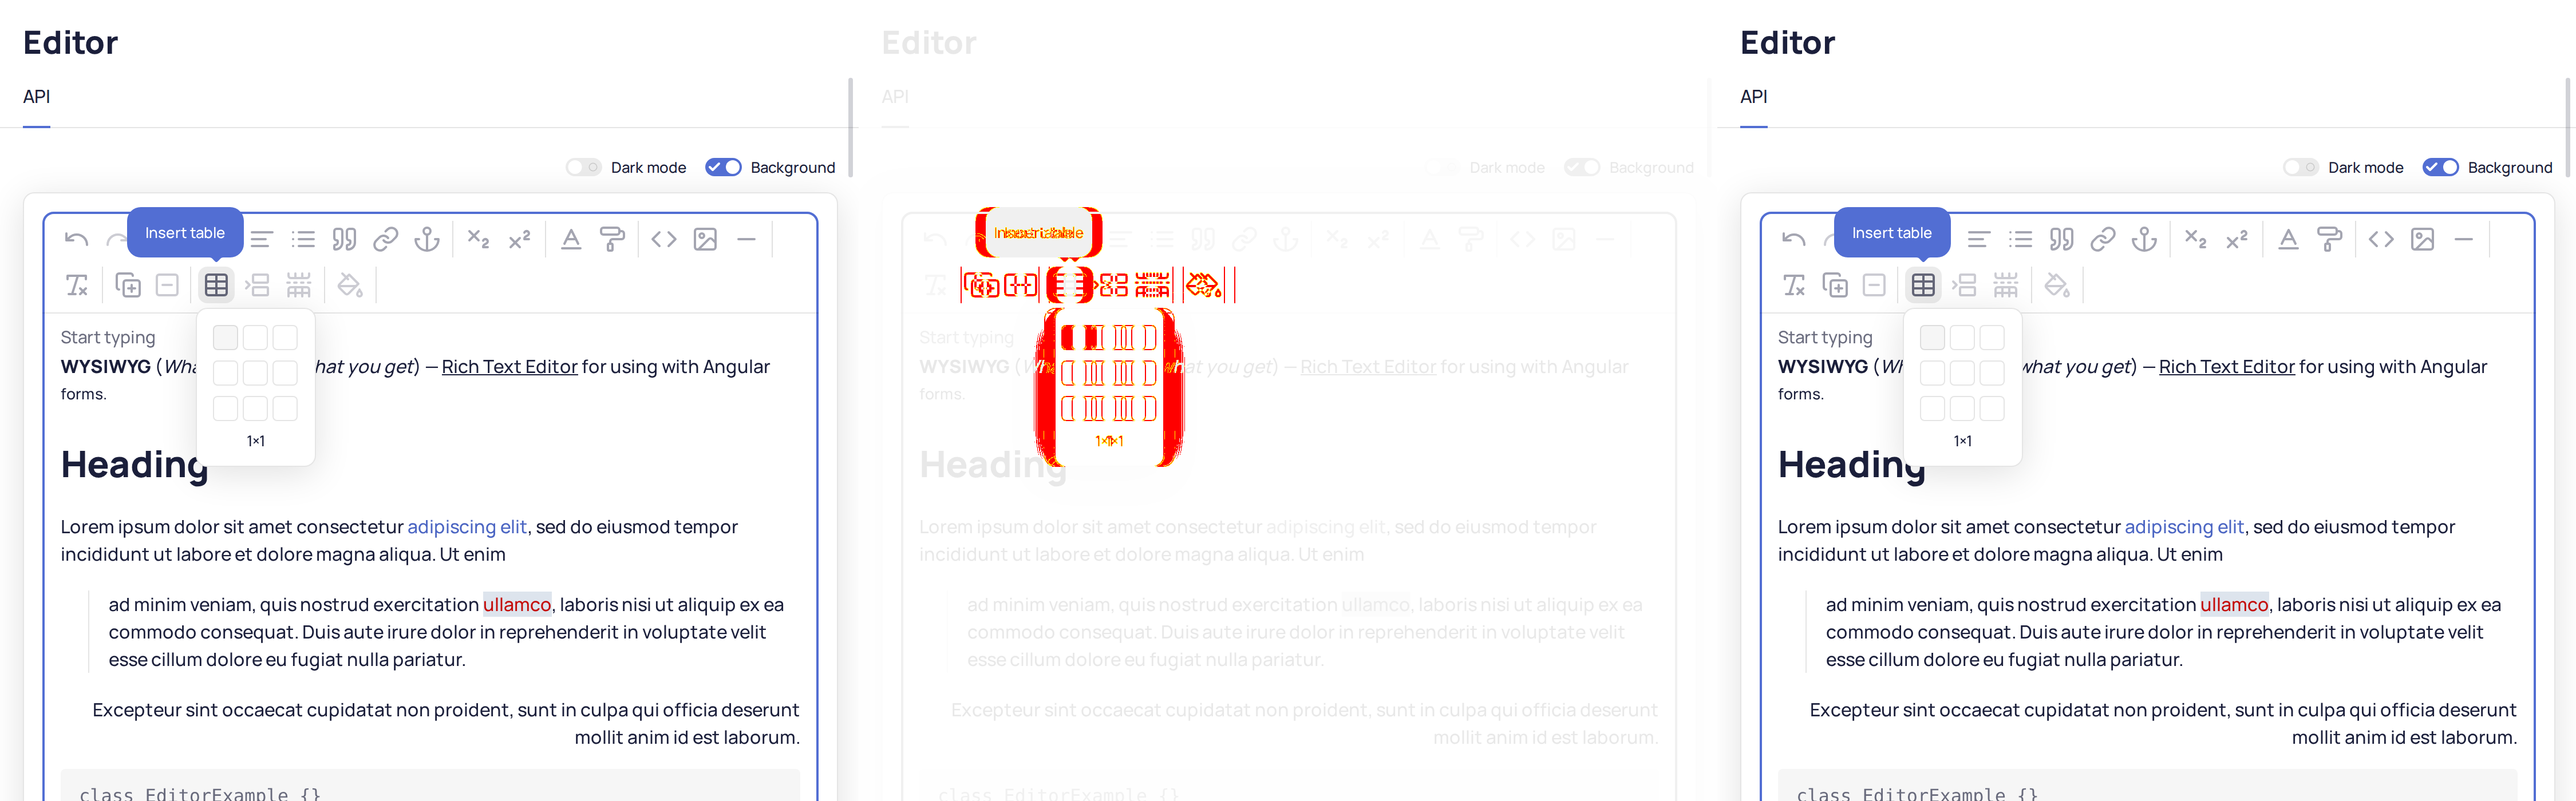 Editor
API
Dark mode
Background
Insert table
Start typing
WYSIWYG (Wha hat you get) — Rich Text Editor for using with Angular
forms.
1×1
Heading
Lorem ipsum dolor sit amet consectetur adipiscing elit, sed do eiusmod tempor
incididunt ut labore et dolore magna aliqua. Ut enim
ad minim veniam, quis nostrud exercitation ullamco, laboris nisi ut aliquip ex ea
commodo consequat. Duis aute irure dolor in reprehenderit in voluptate velit
esse cillum dolore eu fugiat nulla pariatur.
Excepteur sint occaecat cupidatat non proident, sunt in culpa qui officia deserunt
mollit anim id est laborum.
class EditorExample {}
Editor
API
Dark mode
Background
Start typing
WYSIWYG (Wh at you get) — Rich Text Editor for using with Angular
forms.
Heading
Lorem ipsum dolor sit amet consectetur adipiscing elit, sed do eiusmod tempor
incididunt ut labore et dolore magna aliqua. Ut enim
ad minim veniam, quis nostrud exercitation ullamco, laboris nisi ut aliquip ex ea
commodo consequat. Duis aute irure dolor in reprehenderit in voluptate velit
esse cillum dolore eu fugiat nulla pariatur.
Excepteur sint occaecat cupidatat non proident, sunt in culpa qui officia deserunt
mollit anim id est laborum.
class EditorExample {}
Editor
API
Dark mode
Background
Insert table
Start typing
WYSIWYG (Wh what you get) — Rich Text Editor for using with Angular
forms.
1×1
Heading
Lorem ipsum dolor sit amet consectetur adipiscing elit, sed do eiusmod tempor
incididunt ut labore et dolore magna aliqua. Ut enim
ad minim veniam, quis nostrud exercitation ullamco, laboris nisi ut aliquip ex ea
commodo consequat. Duis aute irure dolor in reprehenderit in voluptate velit
esse cillum dolore eu fugiat nulla pariatur.
Excepteur sint occaecat cupidatat non proident, sunt in culpa qui officia deserunt
mollit anim id est laborum.
class EditorExample {}